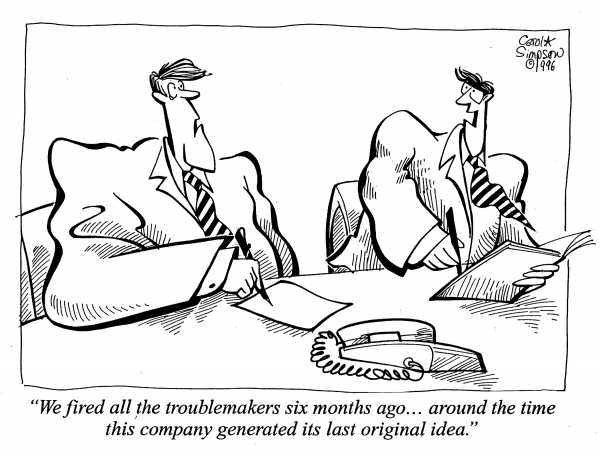 Carol★
Simpson
©1996
“We fired all the troublemakers six months ago... around the time
this company generated its last original idea.”